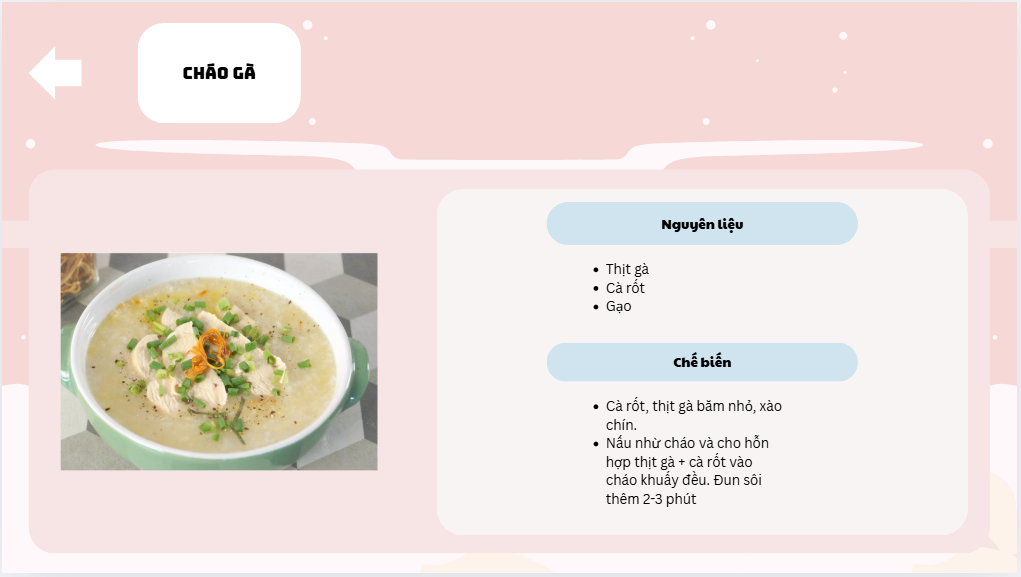 CHÁO GÀ
Nguyên liệu
Thịt gà
Cà rốt
Gạo
Chế biến
Cà rốt, thịt gà băm nhỏ, xào
chín.
Nấu nhừ cháo và cho hỗn
hợp thịt gà + cà rốt vào
cháo khuấy đều. Đun sôi
thêm 2-3 phút